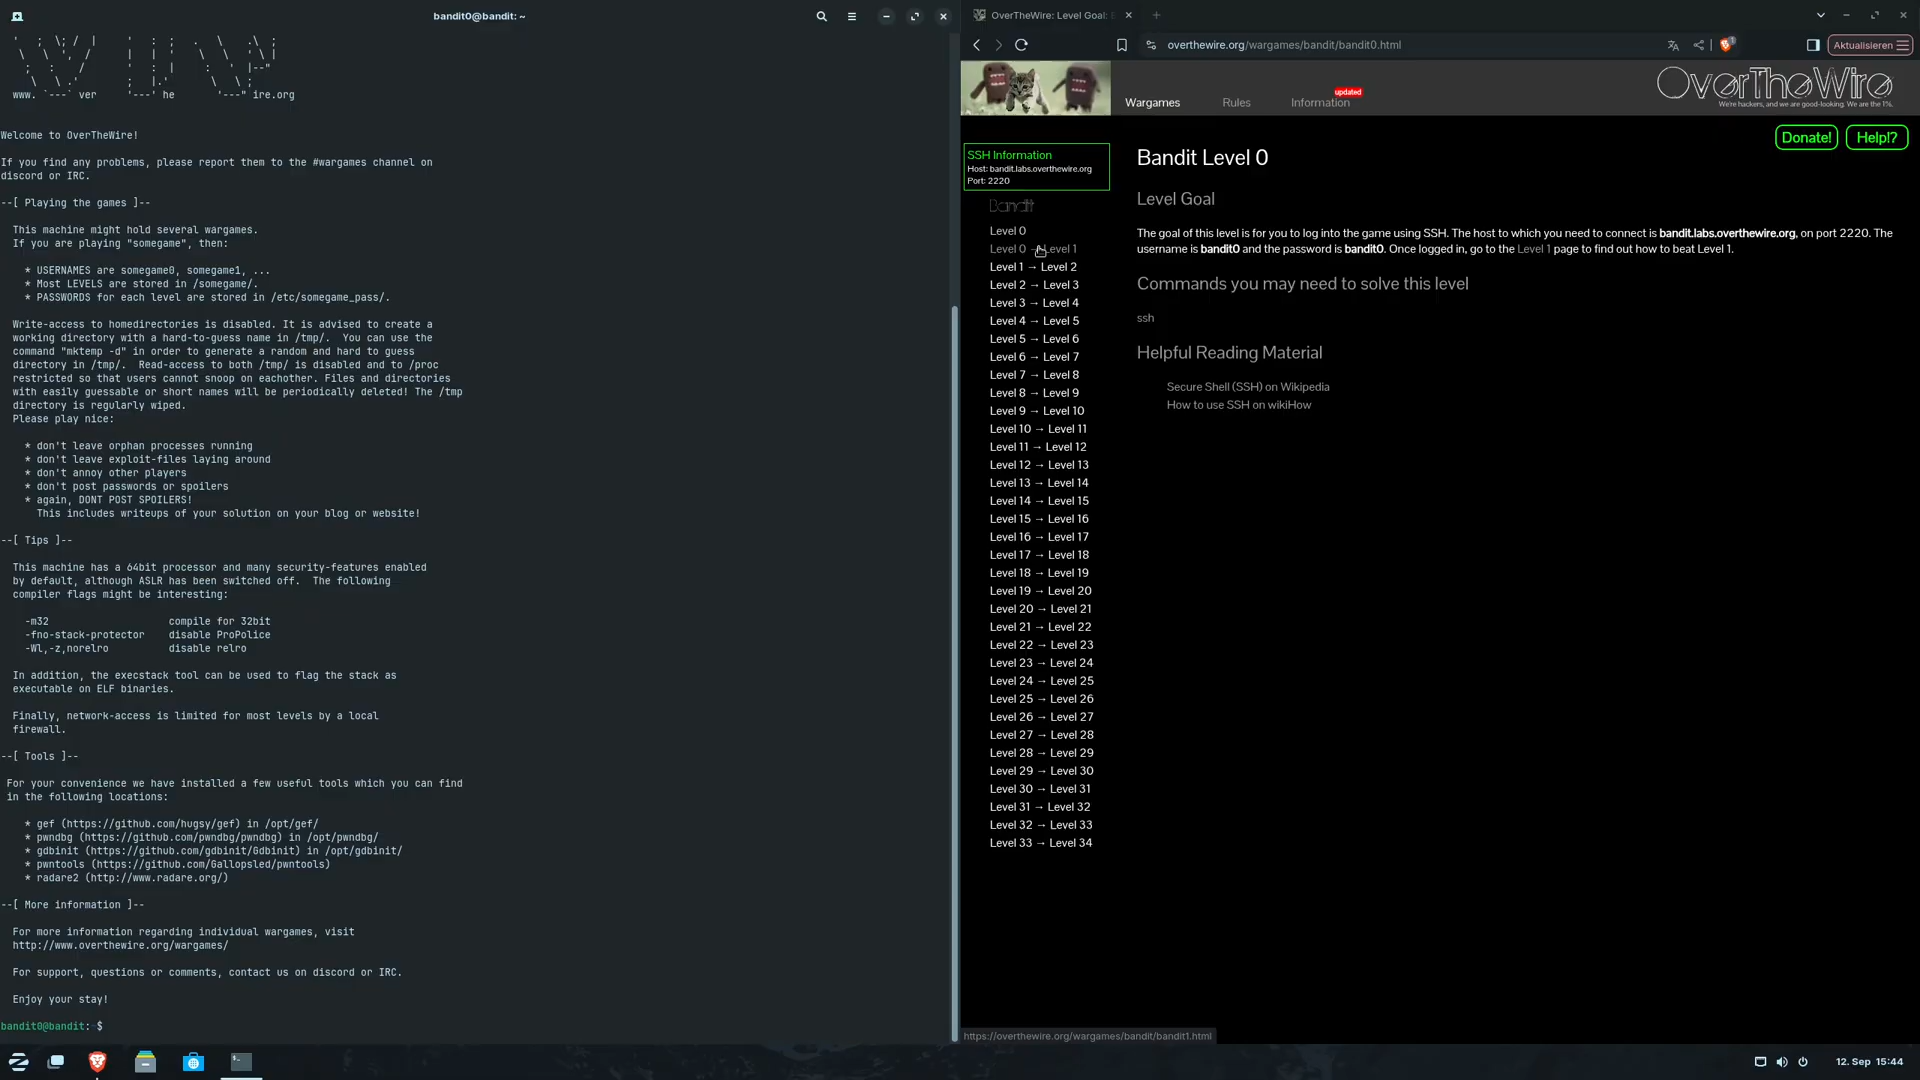 bandit0@bandit: ~
www. `---` ver '---' he '---" ire.org
Welcome to OverTheWire!
If you find any problems, please report them to the #wargames channel on
discord or IRC.
--[ Playing the games ]--
This machine might hold several wargames.
If you are playing "somegame", then:
* USERNAMES are somegame0, somegame1, ...
* Most LEVELS are stored in /somegame/.
* PASSWORDS for each level are stored in /etc/somegame_pass/.
Write-access to homedirectories is disabled. It is advised to create a
working directory with a hard-to-guess name in /tmp/. You can use the
command "mktemp -d" in order to generate a random and hard to guess
directory in /tmp/. Read-access to both /tmp/ is disabled and to /proc
restricted so that users cannot snoop on eachother. Files and directories
with easily guessable or short names will be periodically deleted! The /tmp
directory is regularly wiped.
Please play nice:
* don't leave orphan processes running
* don't leave exploit-files laying around
* don't annoy other players
* don't post passwords or spoilers
* again, DONT POST SPOILERS!
This includes writeups of your solution on your blog or website!
--[ Tips ]--
This machine has a 64bit processor and many security-features enabled
by default, although ASLR has been switched off. The following
compiler flags might be interesting:
-m32 compile for 32bit
-fno-stack-protector disable ProPolice
-Wl,-z,norelro disable relro
In addition, the execstack tool can be used to flag the stack as
executable on ELF binaries.
Finally, network-access is limited for most levels by a local
firewall.
--[ Tools ]--
For your convenience we have installed a few useful tools which you can find
in the following locations:
* gef (https://github.com/hugsy/gef) in /opt/gef/
* pwndbg (https://github.com/pwndbg/pwndbg) in /opt/pwndbg/
* gdbinit (https://github.com/gdbinit/Gdbinit) in /opt/gdbinit/
* pwntools (https://github.com/Gallopsled/pwntools)
* radare2 (http://www.radare.org/)
--[ More information ]--
For more information regarding individual wargames, visit
http://www.overthewire.org/wargames/
For support, questions or comments, contact us on discord or IRC.
Enjoy your stay!
bandit0@bandit:~$
OverTheWire: Level Goal:
overthewire.org/wargames/bandit/bandit0.html
1
Aktualisieren
Wargames
Rules
Information
updated
OverTheWire
We're hackers, and we are good-looking. We are the 1%.
Donate!
Help!?
SSH Information
Host: bandit.labs.overthewire.org
Port: 2220
Bandit
Level 0
Level 0 → Level 1
Level 1 → Level 2
Level 2 → Level 3
Level 3 → Level 4
Level 4 → Level 5
Level 5 → Level 6
Level 6 → Level 7
Level 7 → Level 8
Level 8 → Level 9
Level 9 → Level 10
Level 10 → Level 11
Level 11 → Level 12
Level 12 → Level 13
Level 13 → Level 14
Level 14 → Level 15
Level 15 → Level 16
Level 16 → Level 17
Level 17 → Level 18
Level 18 → Level 19
Level 19 → Level 20
Level 20 → Level 21
Level 21 → Level 22
Level 22 → Level 23
Level 23 → Level 24
Level 24 → Level 25
Level 25 → Level 26
Level 26 → Level 27
Level 27 → Level 28
Level 28 → Level 29
Level 29 → Level 30
Level 30 → Level 31
Level 31 → Level 32
Level 32 → Level 33
Level 33 → Level 34
Bandit Level 0
Level Goal
The goal of this level is for you to log into the game using SSH. The host to which you need to connect is bandit.labs.overthewire.org, on port 2220. The
username is bandit0 and the password is bandit0. Once logged in, go to the Level 1 page to find out how to beat Level 1.
Commands you may need to solve this level
ssh
Helpful Reading Material
Secure Shell (SSH) on Wikipedia
How to use SSH on wikiHow
https://overthewire.org/wargames/bandit/bandit1.html
12. Sep 15:44